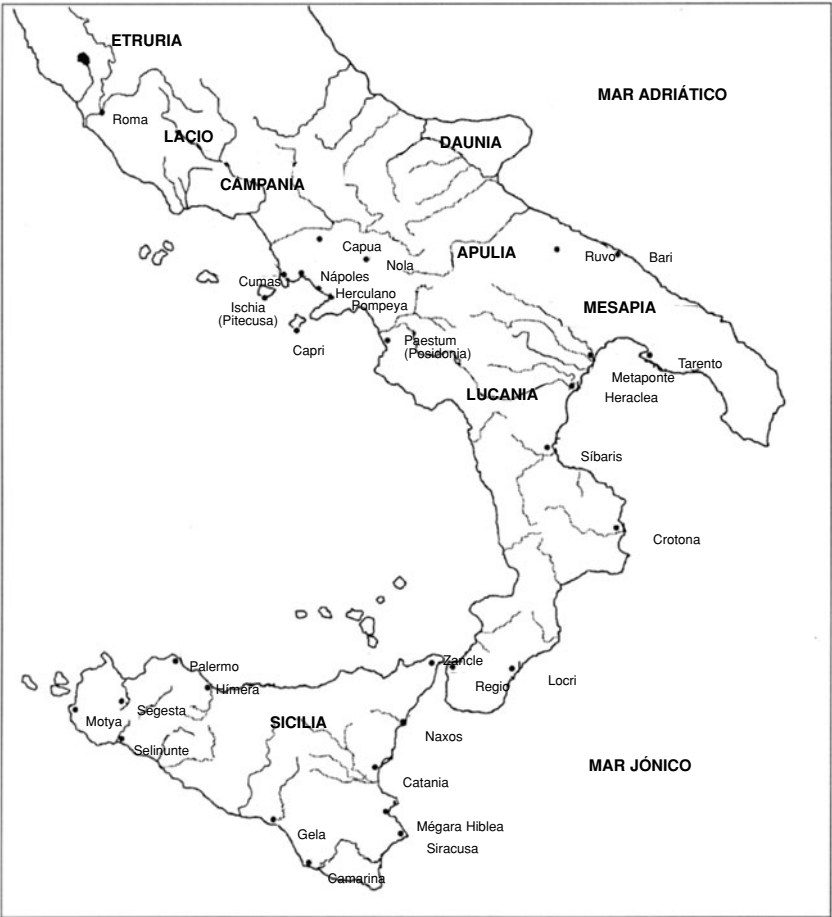 ETRURIA
MAR ADRIÁTICO
Roma
LACIO
DAUNIA
CAMPANIA
Capua
APULIA
Ruvo
Bari
Nola
Cumas
Nápoles
Herculano
Ischia
(Pitecusa)
Pompeya
MESAPIA
Capri
Paestum
(Posidonia)
Tarento
Metaponte
LUCANIA
Heraclea
Síbaris
Crotona
Zancle
Palermo
Locri
Regio
Hímera
Segesta
Motya
SICILIA
Naxos
Selinunte
MAR JÓNICO
Catania
Mégara Hiblea
Gela
Siracusa
Camarina